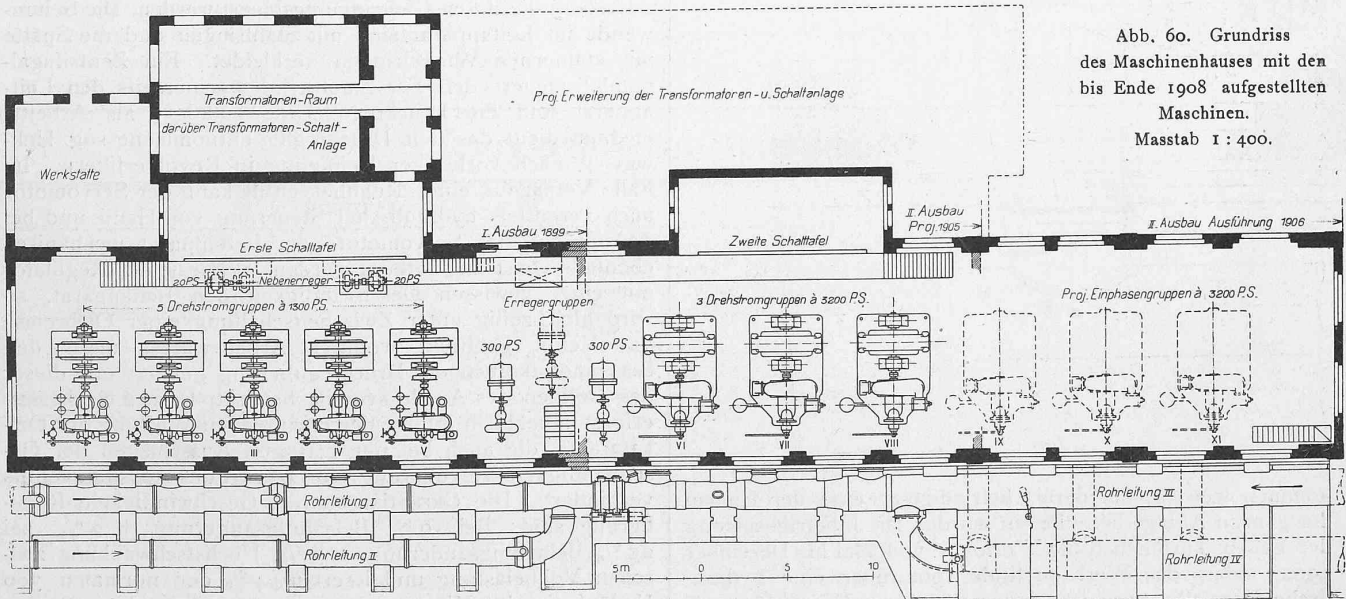 Abb. 60. Grundriss
des Maschinenhauses mit den
bis Ende 1908 aufgestellten
Maschinen.
Masstab 1 : 400.
Transformatoren-Raum
darüber Transformatoren-Schalt-
Anlage
Proj. Erweiterung der Transformatoren- u. Schaltanlage
Werkstätte
I. Ausbau 1899
II. Ausbau
Proj. 1905
II. Ausbau Ausführung 1906
Erste Schalttafel
Zweite Schalttafel
20 PS Nebenerreger 20 PS
5 Drehstromgruppen à 1300 P.S.
Erregergruppen
3 Drehstromgruppen à 3200 P.S.
Proj. Einphasengruppen à 3200 P.S.
300 PS
300 PS
I II III IV V VI VII VIII IX X XI
Rohrleitung I
Rohrleitung III
Rohrleitung II
Rohrleitung IV
5m 0 5 10